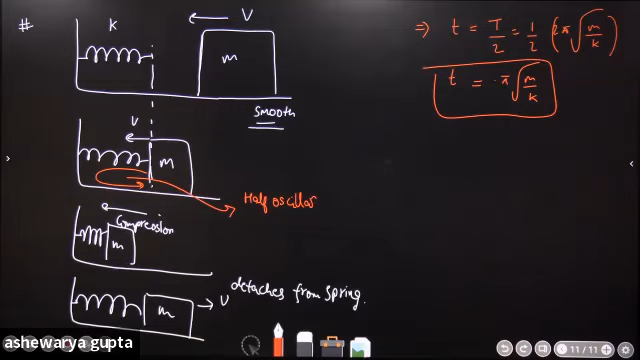 #
K
V
m
Smooth
V
m
Half oscillar
Compression
m
detaches from spring.
m
→ V
⇒ t = T/2 = 1/2 (2π√(m/k))
t = π√(m/k)
ashewarya gupta
11 / 11